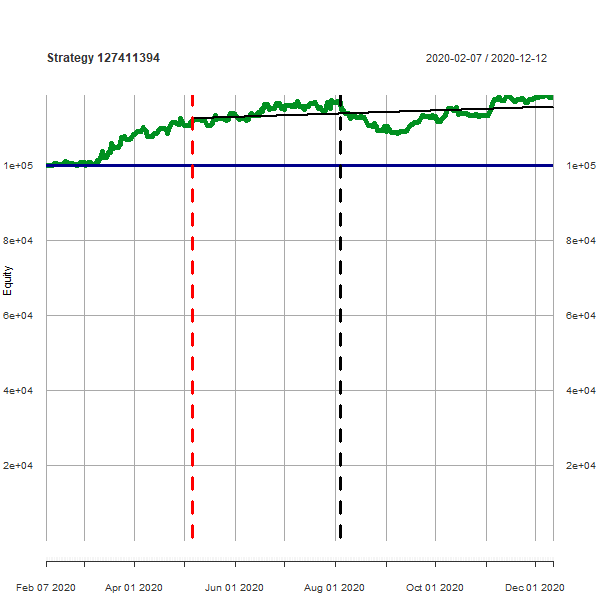 Strategy 127411394
2020-02-07 / 2020-12-12
1e+05
1e+05
8e+04
8e+04
Equity
6e+04
6e+04
4e+04
4e+04
2e+04
2e+04
Feb 07 2020
Apr 01 2020
Jun 01 2020
Aug 01 2020
Oct 01 2020
Dec 01 2020